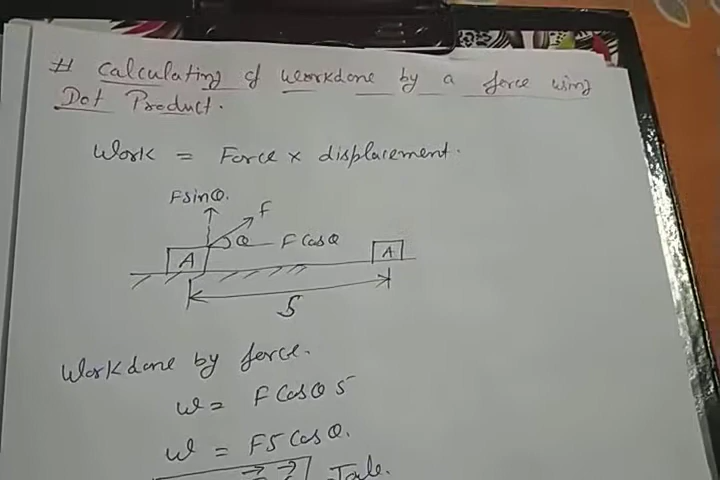 # Calculating of workdone by a force using
Dot Product.
Work = Force x displacement.
Fsinθ.
F
θ
F Cosθ
A
A
S
Workdone by force.
W = F Cosθ S
W = FS Cosθ.
Joule.